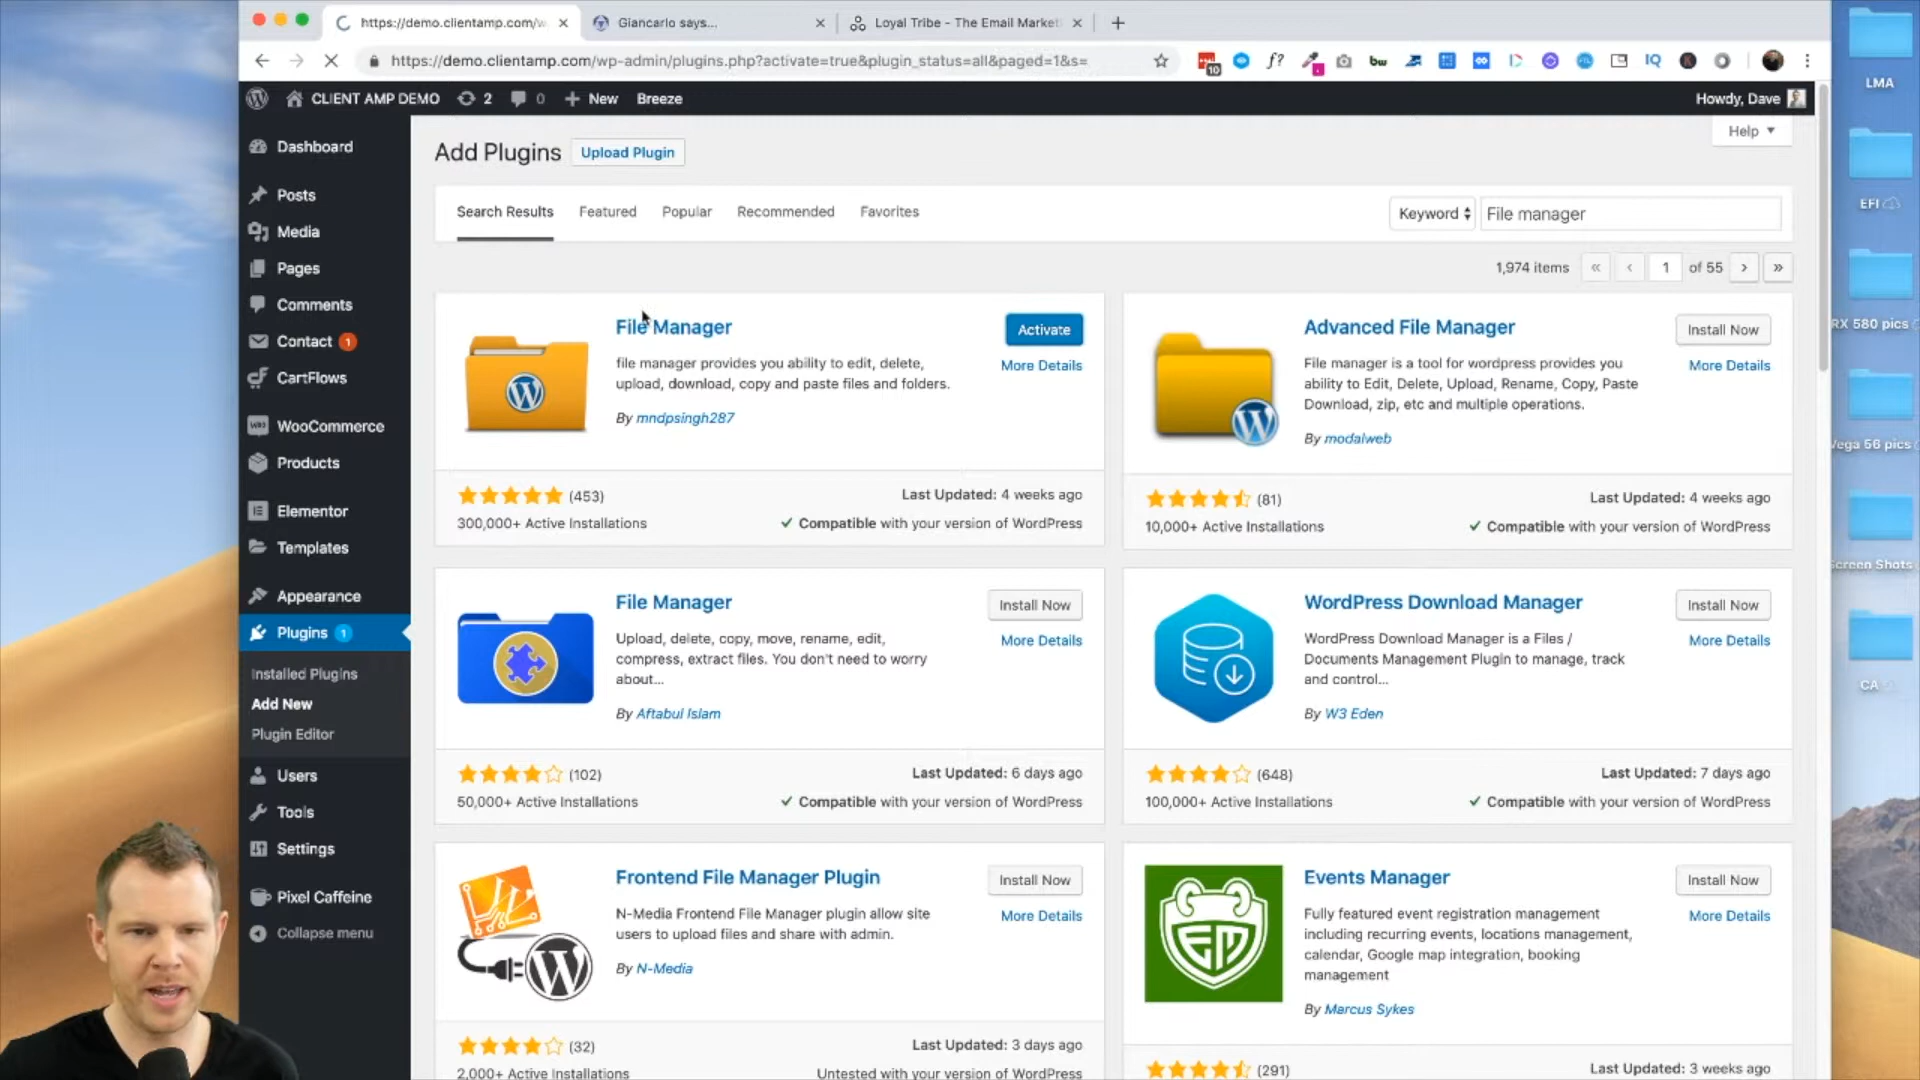 https://demo.clientamp.com/w
Giancarlo says...
Loyal Tribe - The Email Market
https://demo.clientamp.com/wp-admin/plugins.php?activate=true&plugin_status=all&paged=1&s=
10
f?
bw
IQ
LMA
CLIENT AMP DEMO
2
0
New
Breeze
Howdy, Dave
Help
Dashboard
Add Plugins
Upload Plugin
Posts
Media
Pages
Comments
Contact 1
CartFlows
WooCommerce
Products
Elementor
Templates
Appearance
Plugins 1
Installed Plugins
Add New
Plugin Editor
Users
Tools
Settings
Pixel Caffeine
Collapse menu
Search Results
Featured
Popular
Recommended
Favorites
Keyword
File manager
1,974 items
«
‹
1
of 55
›
»
File Manager
Activate
More Details
file manager provides you ability to edit, delete,
upload, download, copy and paste files and folders.
By mndpsingh287
(453)
300,000+ Active Installations
Last Updated: 4 weeks ago
Compatible with your version of WordPress
Advanced File Manager
Install Now
More Details
File manager is a tool for wordpress provides you
ability to Edit, Delete, Upload, Rename, Copy, Paste
Download, zip, etc and multiple operations.
By modalweb
(81)
10,000+ Active Installations
Last Updated: 4 weeks ago
Compatible with your version of WordPress
File Manager
Install Now
More Details
Upload, delete, copy, move, rename, edit,
compress, extract files. You don't need to worry
about...
By Aftabul Islam
(102)
50,000+ Active Installations
Last Updated: 6 days ago
Compatible with your version of WordPress
WordPress Download Manager
Install Now
More Details
WordPress Download Manager is a Files /
Documents Management Plugin to manage, track
and control...
By W3 Eden
(648)
100,000+ Active Installations
Last Updated: 7 days ago
Compatible with your version of WordPress
Frontend File Manager Plugin
Install Now
More Details
N-Media Frontend File Manager plugin allow site
users to upload files and share with admin.
By N-Media
(32)
2,000+ Active Installations
Last Updated: 3 days ago
Untested with your version of WordPress
EM
Events Manager
Install Now
More Details
Fully featured event registration management
including recurring events, locations management,
calendar, Google map integration, booking
management
By Marcus Sykes
(291)
Last Updated: 3 weeks ago
EFI
RX 580 pics
Vega 56 pics
Screen Shots
CA